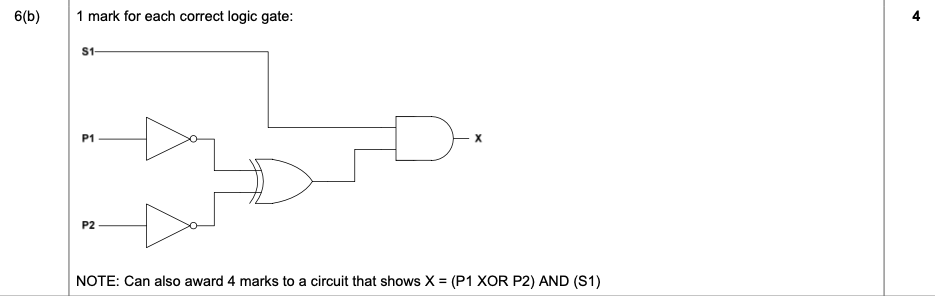 6(b)
1 mark for each correct logic gate:
4
S1
P1
X
P2
NOTE: Can also award 4 marks to a circuit that shows X = (P1 XOR P2) AND (S1)